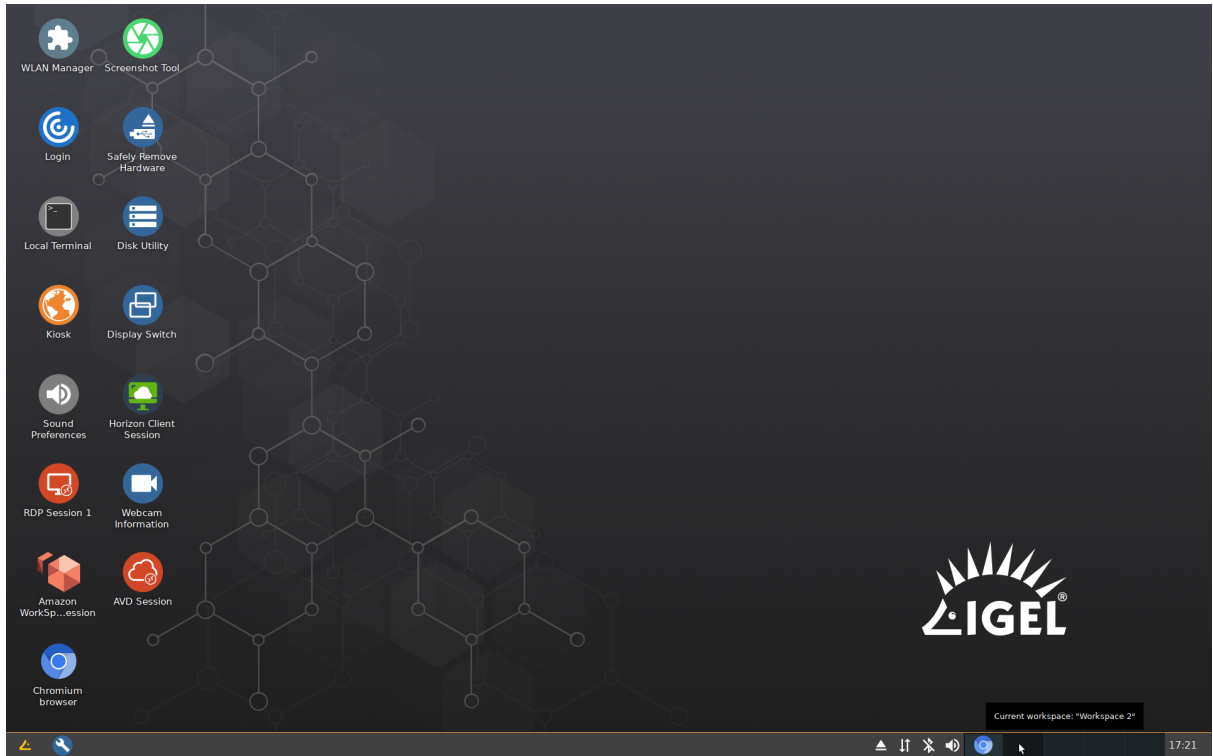 WLAN Manager
Screenshot Tool
Login
Safely Remove
Hardware
Local Terminal
Disk Utility
Kiosk
Display Switch
Sound
Preferences
Horizon Client
Session
RDP Session 1
Webcam
Information
Amazon
WorkSp...ession
AVD Session
Chromium
browser
IGEL®
Current workspace: "Workspace 2"
17:21